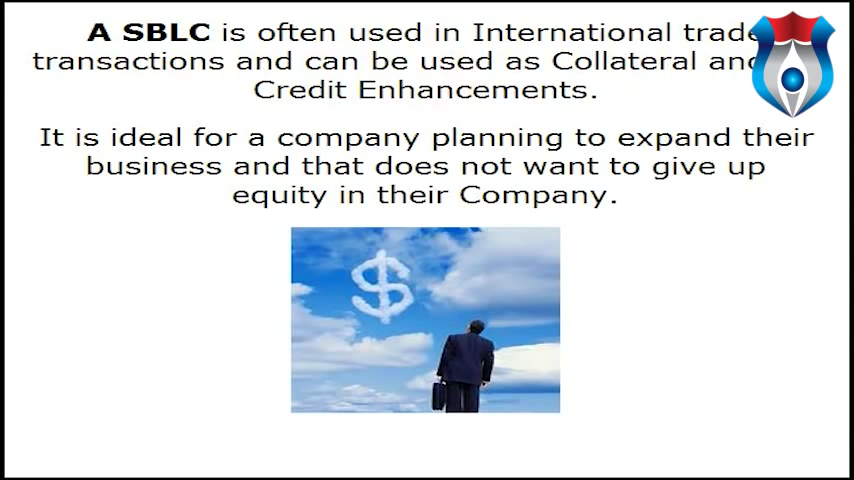 A SBLC is often used in International trade
transactions and can be used as Collateral and
Credit Enhancements.
It is ideal for a company planning to expand their
business and that does not want to give up
equity in their Company.
$